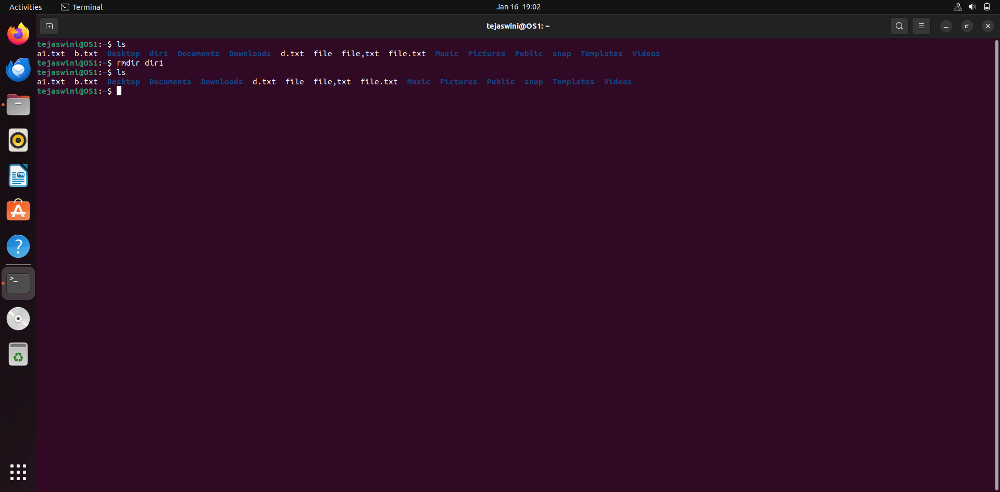 Activities Terminal Jan 16 19:02
tejaswini@OS1: ~
tejaswini@OS1:~$ ls
a1.txt b.txt Desktop dir1 Documents Downloads d.txt file file,txt file.txt Music Pictures Public snap Templates Videos
tejaswini@OS1:~$ rmdir dir1
tejaswini@OS1:~$ ls
a1.txt b.txt Desktop Documents Downloads d.txt file file,txt file.txt Music Pictures Public snap Templates Videos
tejaswini@OS1:~$